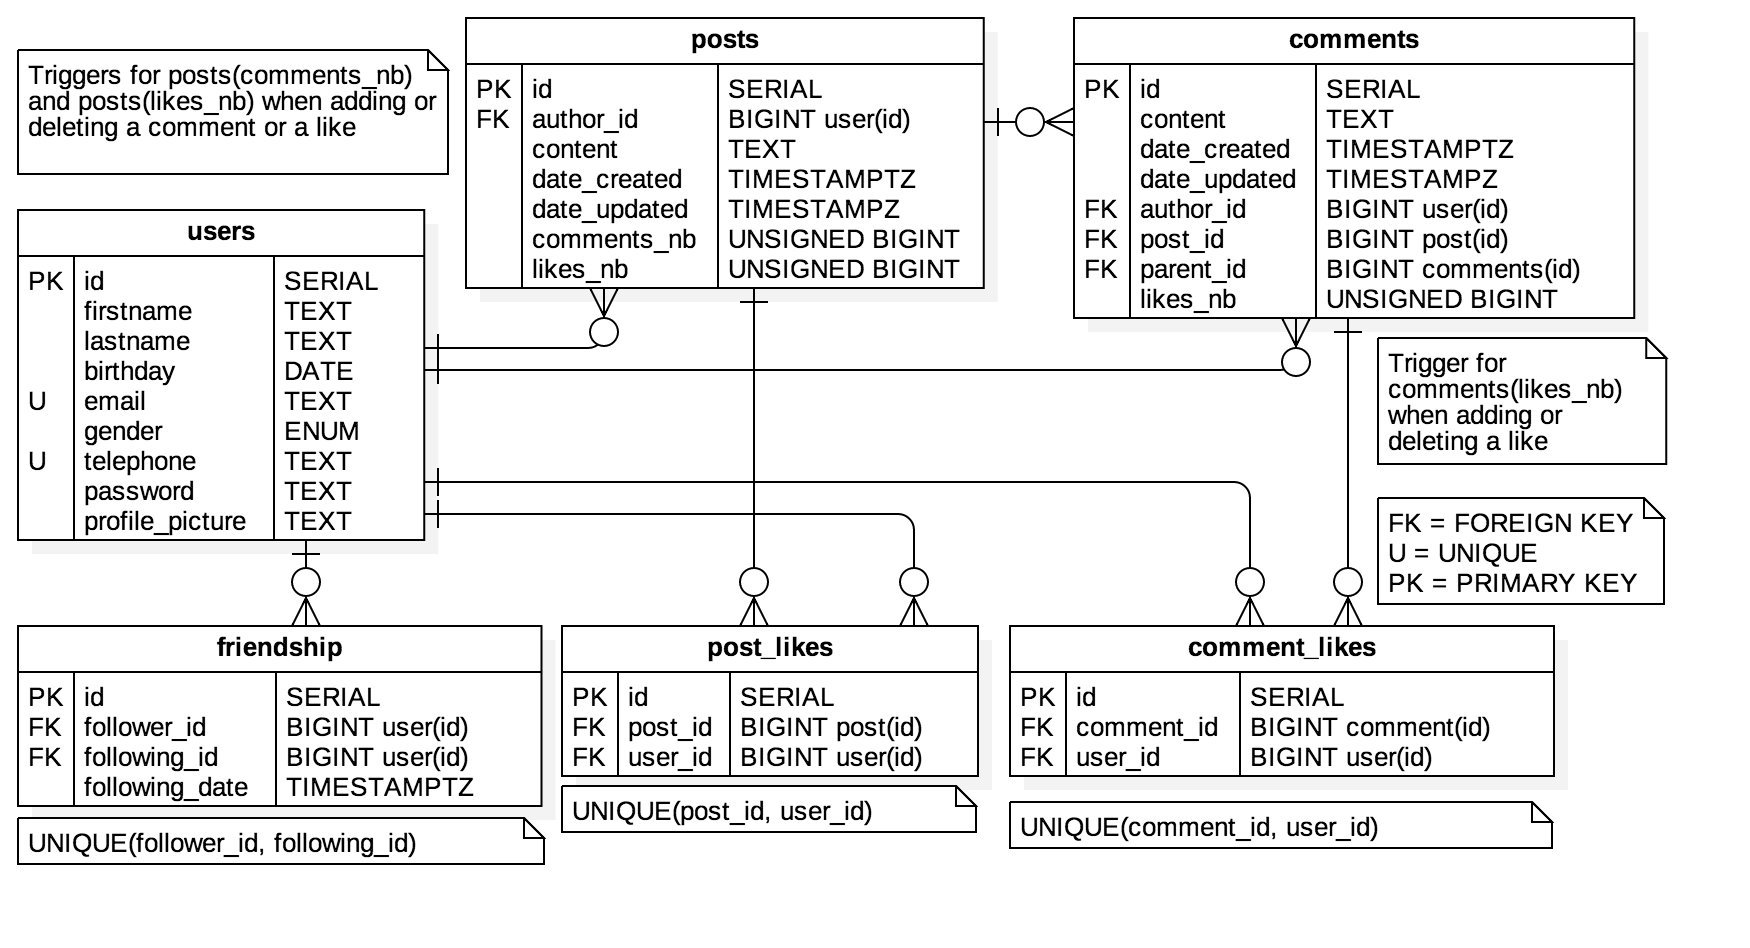 Triggers for posts(comments_nb)
and posts(likes_nb) when adding or
deleting a comment or a like
posts
PK id SERIAL
FK author_id BIGINT user(id)
content TEXT
date_created TIMESTAMPTZ
date_updated TIMESTAMPZ
comments_nb UNSIGNED BIGINT
likes_nb UNSIGNED BIGINT
comments
PK id SERIAL
content TEXT
date_created TIMESTAMPTZ
date_updated TIMESTAMPZ
FK author_id BIGINT user(id)
FK post_id BIGINT post(id)
FK parent_id BIGINT comments(id)
likes_nb UNSIGNED BIGINT
users
PK id SERIAL
firstname TEXT
lastname TEXT
birthday DATE
U email TEXT
gender ENUM
U telephone TEXT
password TEXT
profile_picture TEXT
Trigger for
comments(likes_nb)
when adding or
deleting a like
FK = FOREIGN KEY
U = UNIQUE
PK = PRIMARY KEY
friendship
PK id SERIAL
FK follower_id BIGINT user(id)
FK following_id BIGINT user(id)
following_date TIMESTAMPTZ
UNIQUE(follower_id, following_id)
post_likes
PK id SERIAL
FK post_id BIGINT post(id)
FK user_id BIGINT user(id)
UNIQUE(post_id, user_id)
comment_likes
PK id SERIAL
FK comment_id BIGINT comment(id)
FK user_id BIGINT user(id)
UNIQUE(comment_id, user_id)